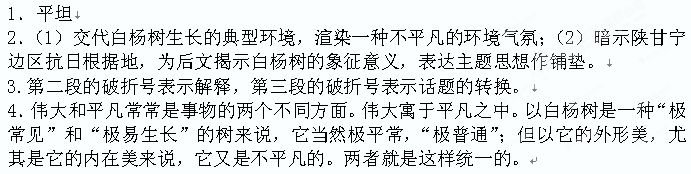 1．平坦
2．（1）交代白杨树生长的典型环境，渲染一种不平凡的环境气氛；（2）暗示陕甘宁
边区抗日根据地，为后文揭示白杨树的象征意义，表达主题思想作铺垫。
3.第二段的破折号表示解释，第三段的破折号表示话题的转换。
4．伟大和平凡常常是事物的两个不同方面。伟大寓于平凡之中。以白杨树是一种“极
常见”和“极易生长”的树来说，它当然极平常，“极普通”；但以它的外形美，尤
其是它的内在美来说，它又是不平凡的。两者就是这样统一的。